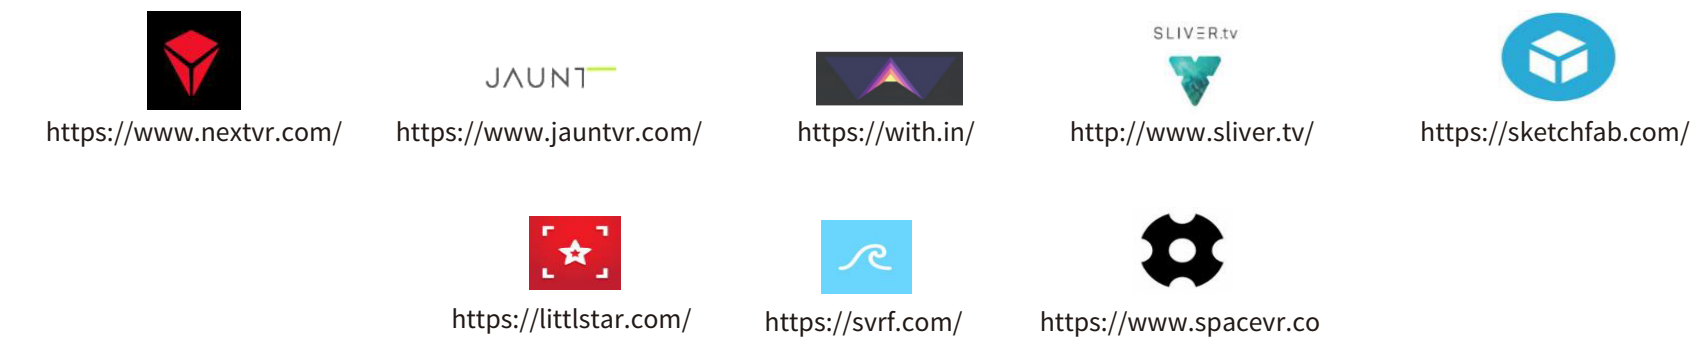 SLIVΞR.tv
JAUNT
https://www.nextvr.com/ https://www.jauntvr.com/ https://with.in/ http://www.sliver.tv/ https://sketchfab.com/
https://littlstar.com/ https://svrf.com/ https://www.spacevr.co